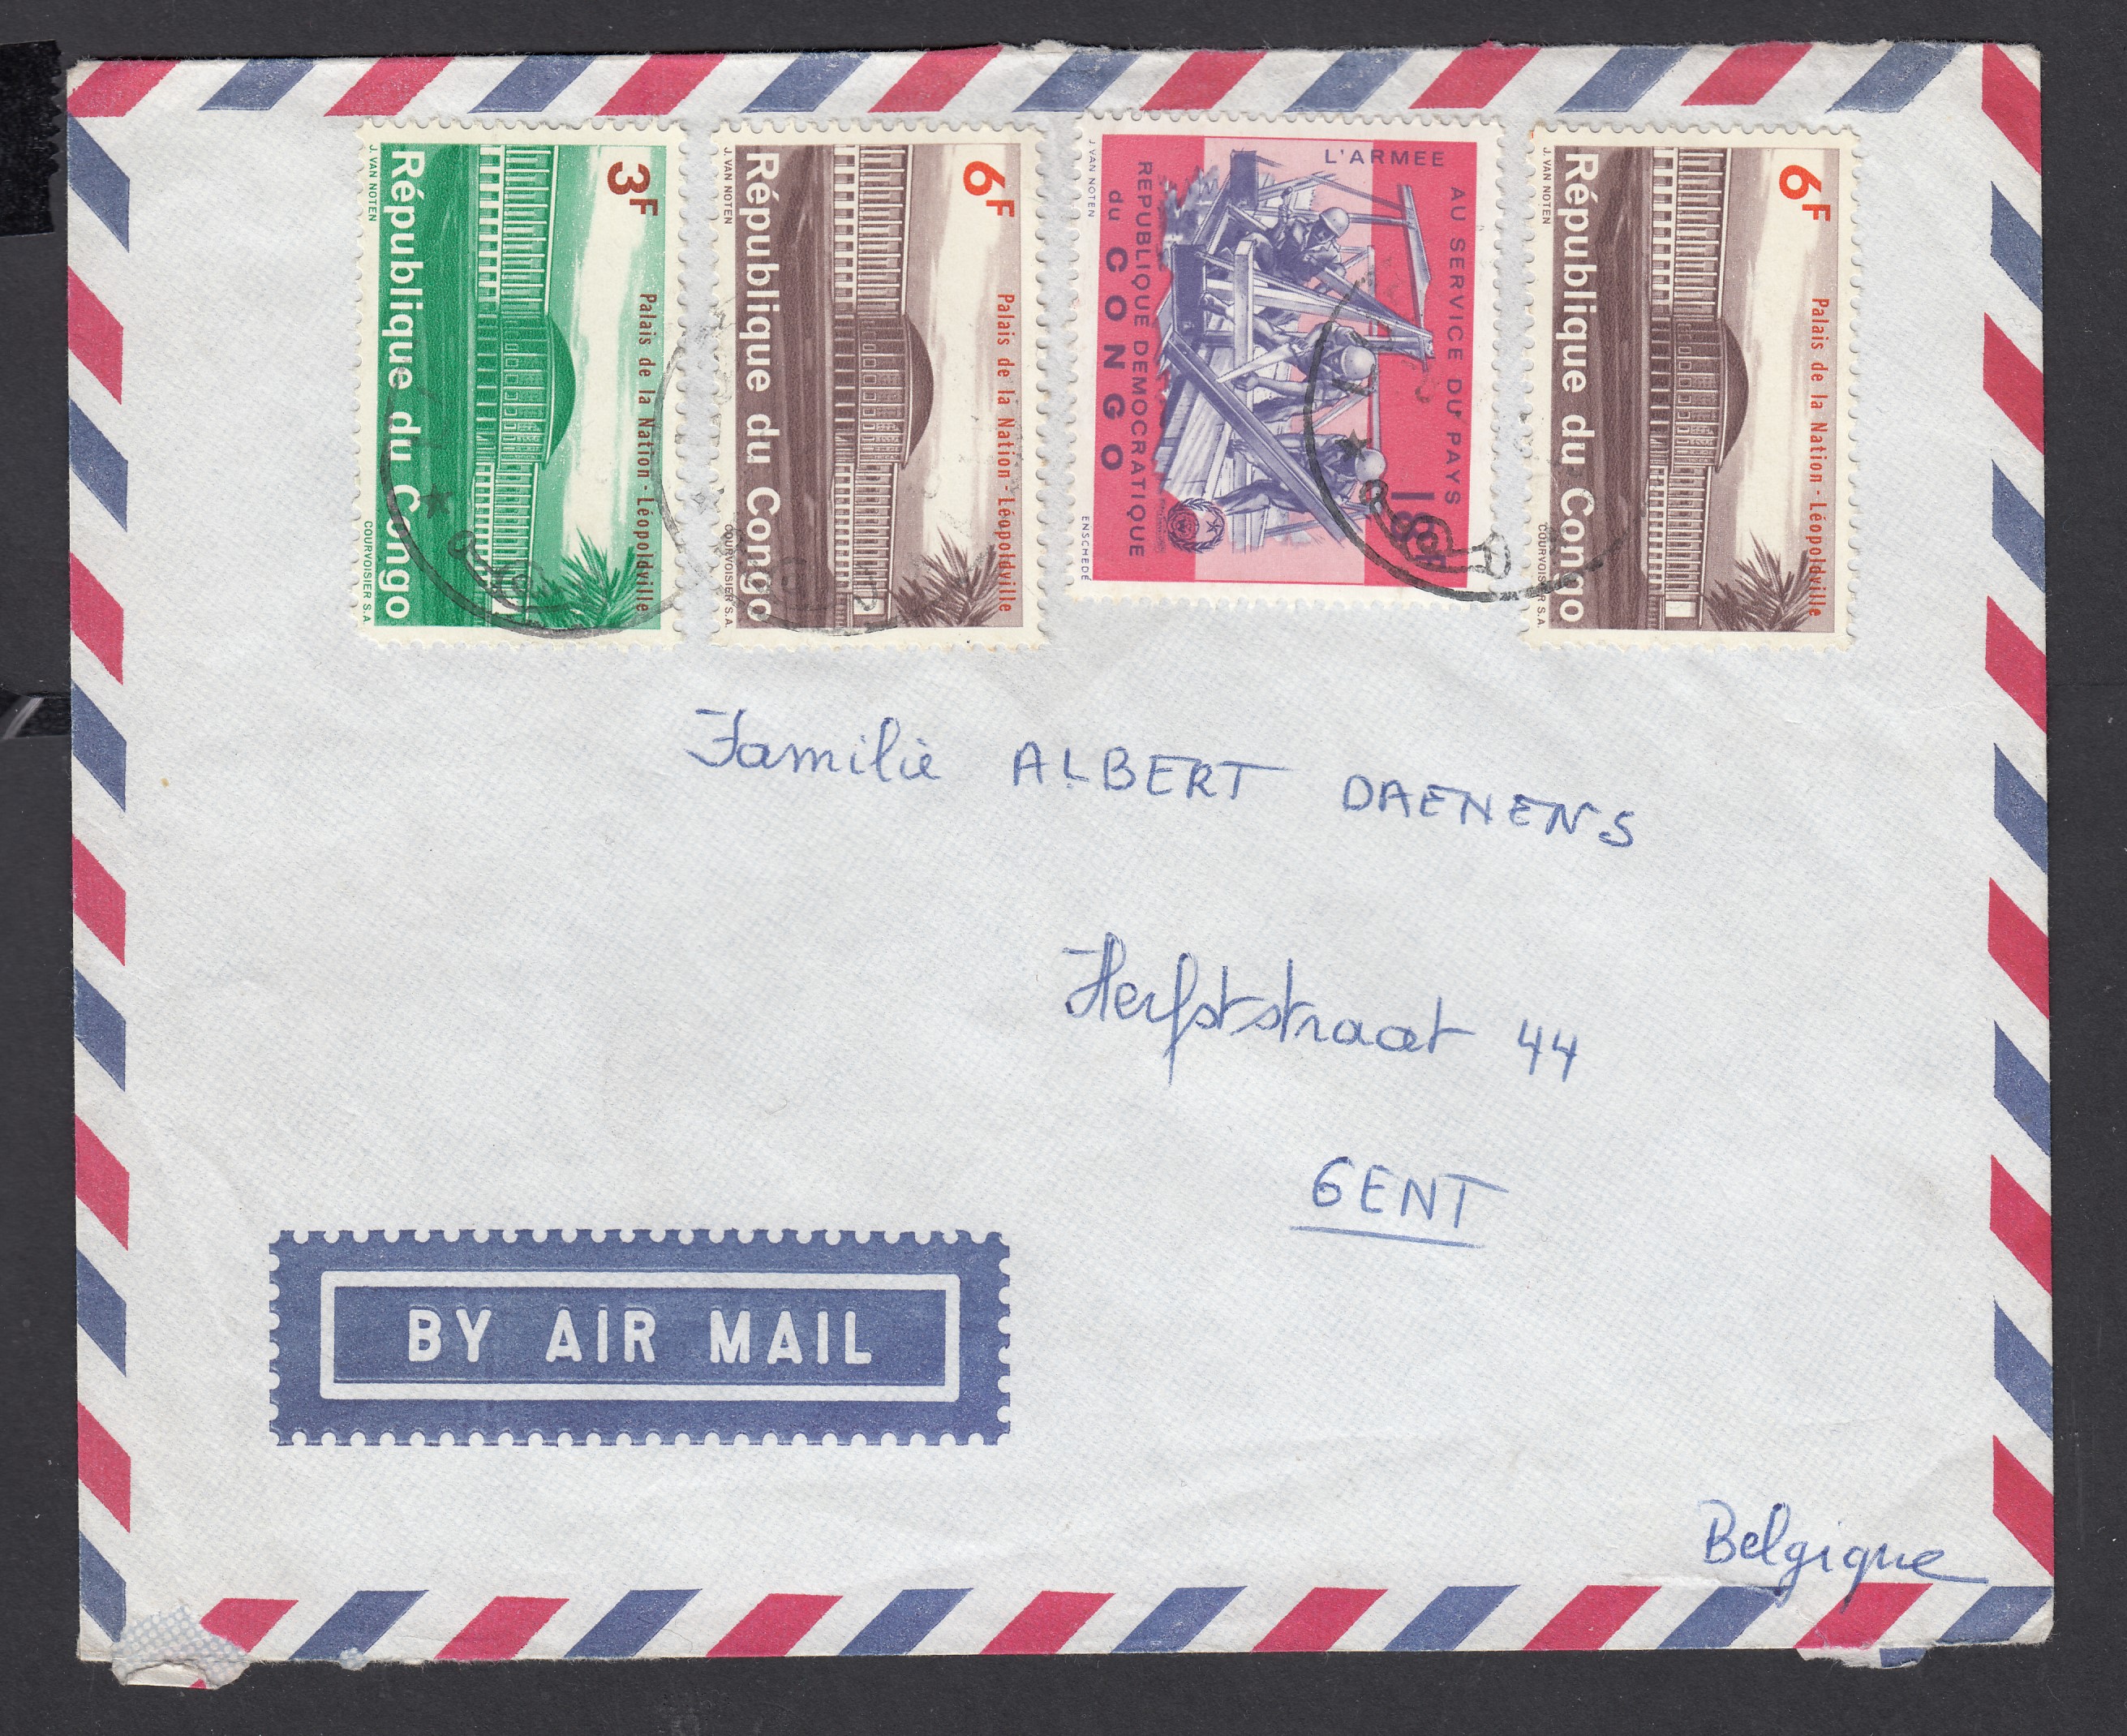 3F
Palais de la Nation - Léopoldville
République du Congo
J. VAN NOTEN
COURVOISIER S.A.
6F
Palais de la Nation - Léopoldville
République du Congo
J. VAN NOTEN
COURVOISIER S.A.
L'ARMEE
AU SERVICE DU PAYS
18F
REPUBLIQUE DEMOCRATIQUE
du CONGO
J. VAN NOTEN
ENSCHEDÉ
6F
Palais de la Nation - Léopoldville
République du Congo
J. VAN NOTEN
COURVOISIER S.A.
Familie ALBERT DAENENS
Herfststraat 44
GENT
BY AIR MAIL
Belgique